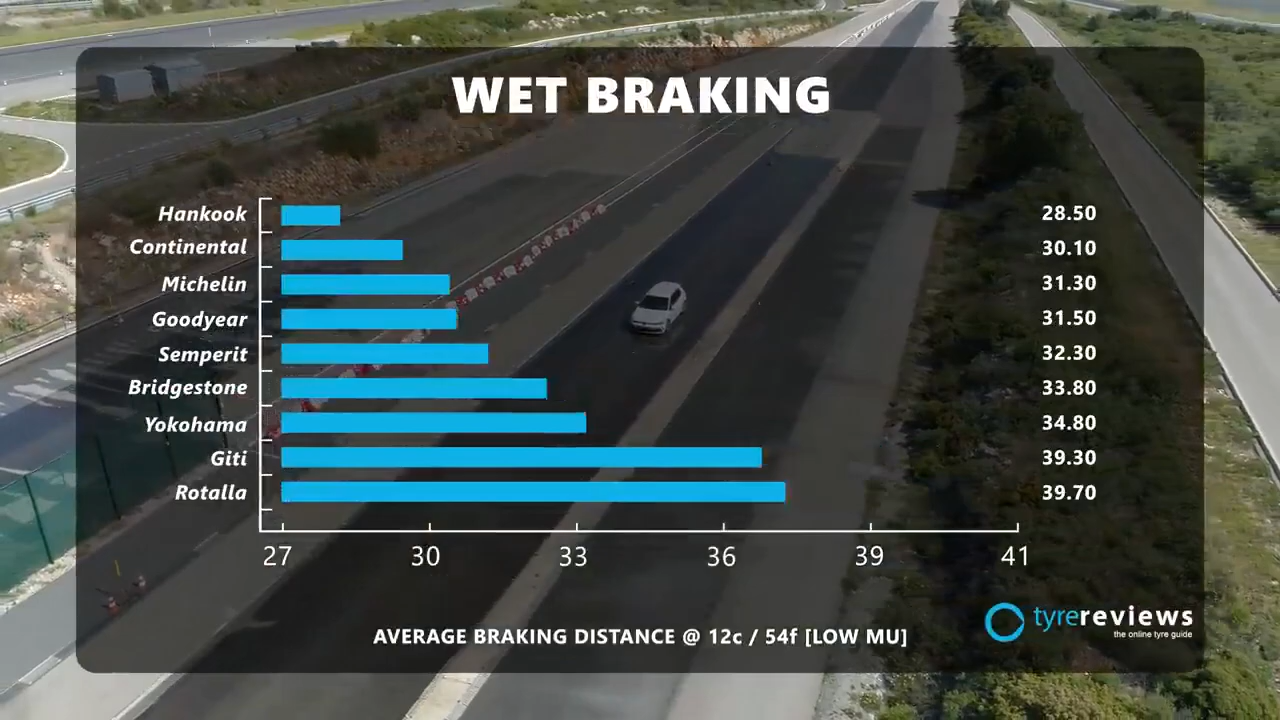 WET BRAKING
Hankook 28.50
Continental 30.10
Michelin 31.30
Goodyear 31.50
Semperit 32.30
Bridgestone 33.80
Yokohama 34.80
Giti 39.30
Rotalla 39.70
27 30 33 36 39 41
AVERAGE BRAKING DISTANCE @ 12c / 54f [LOW MU]
tyrereviews
the online tyre guide